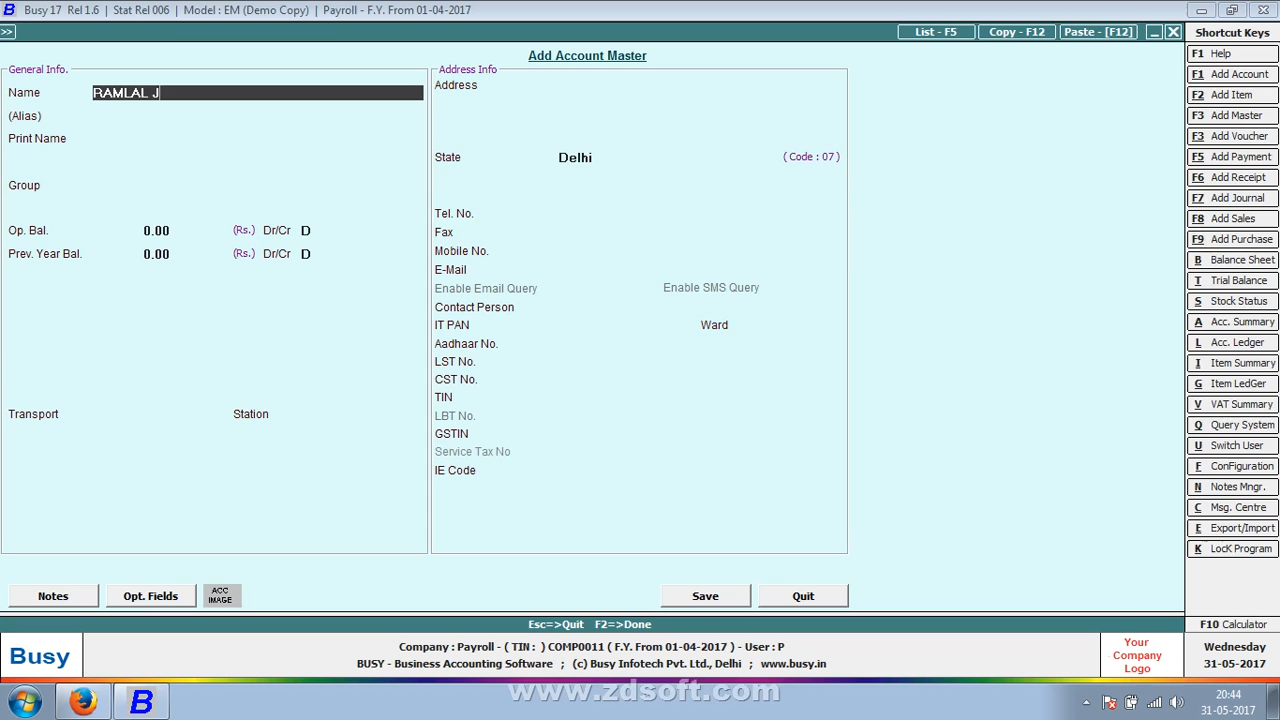 B Busy 17 Rel 1.6 | Stat Rel 006 | Model : EM (Demo Copy) | Payroll - F.Y. From 01-04-2017
>> List - F5 Copy - F12 Paste - [F12]
Add Account Master
General Info.
Name RAMLAL J
(Alias)
Print Name
Group
Op. Bal. 0.00 (Rs.) Dr/Cr D
Prev. Year Bal. 0.00 (Rs.) Dr/Cr D
Transport Station
Address Info
Address
State Delhi ( Code : 07 )
Tel. No.
Fax
Mobile No.
E-Mail
Enable Email Query Enable SMS Query
Contact Person
IT PAN Ward
Aadhaar No.
LST No.
CST No.
TIN
LBT No.
GSTIN
Service Tax No
IE Code
Notes Opt. Fields ACC IMAGE Save Quit
Esc=>Quit F2=>Done
Shortcut Keys
F1 Help
F1 Add Account
F2 Add Item
F3 Add Master
F3 Add Voucher
F5 Add Payment
F6 Add Receipt
F7 Add Journal
F8 Add Sales
F9 Add Purchase
B Balance Sheet
T Trial Balance
S Stock Status
A Acc. Summary
L Acc. Ledger
I Item Summary
G Item LedGer
V VAT Summary
Q Query System
U Switch User
F ConFiguration
N Notes Mngr.
C Msg. Centre
E Export/Import
K LocK Program
F10 Calculator
Busy
Company : Payroll - ( TIN : ) COMP0011 ( F.Y. From 01-04-2017 ) - User : P
BUSY - Business Accounting Software ; (c) Busy Infotech Pvt. Ltd., Delhi ; www.busy.in
Your
Company
Logo
Wednesday
31-05-2017
www.zdsoft.com
B
20:44
31-05-2017